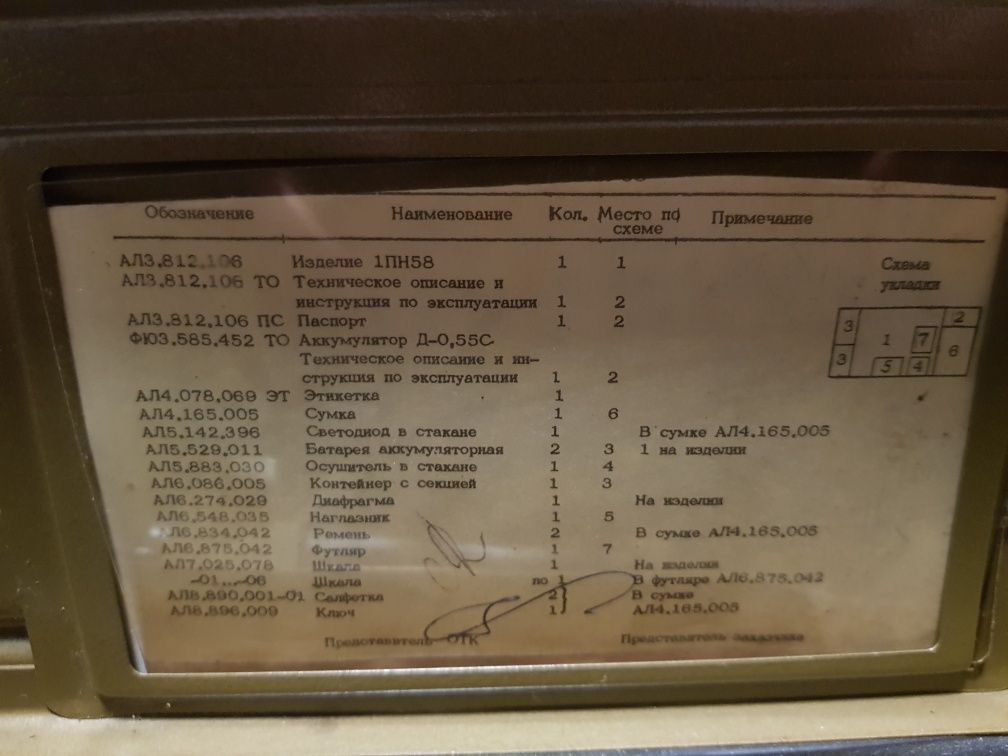 Обозначение Наименование Кол. Место по Примечание
схеме
АЛ3.812.106 Изделие 1ПН58 1 1 Схема
АЛ3.812.106 ТО Техническое описание и укладки
инструкция по эксплуатации 1 2
АЛ3.812.106 ПС Паспорт 1 2
ФЮ3.585.452 ТО Аккумулятор Д-0,55С
Техническое описание и ин-
струкция по эксплуатации 1 2
3 1 7 2
3 5 4 6
АЛ4.078.069 ЭТ Этикетка 1
АЛ4.165.005 Сумка 1 6
АЛ5.142.396 Светодиод в стакане 1 В сумке АЛ4.165.005
АЛ5.529.011 Батарея аккумуляторная 2 3 1 на изделии
АЛ5.883.030 Осушитель в стакане 1 4
АЛ6.086.005 Контейнер с секцией 1 3
АЛ6.274.029 Диафрагма 1 На изделии
АЛ6.548.035 Наглазник 1 5
АЛ6.834.042 Ремень 2 В сумке АЛ4.165.005
АЛ6.875.042 Футляр 1 7
АЛ7.025.078 Шкала 1 На изделии
-01...-06 Шкала по 1 В футляре АЛ6.875.042
АЛ8.890.001-01 Салфетка 2 В сумке
АЛ8.896.009 Ключ 1 АЛ4.165.005
Представитель ОТК Представитель заказчика